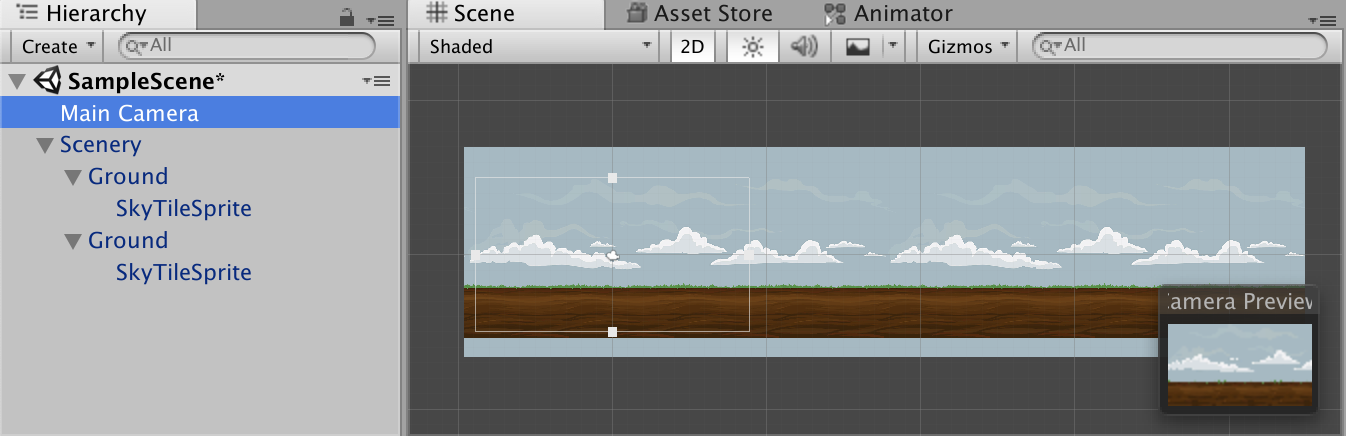 Hierarchy
Create
All
SampleScene*
Main Camera
Scenery
Ground
SkyTileSprite
Ground
SkyTileSprite
Scene
Asset Store
Animator
Shaded
2D
Gizmos
All
amera Preview